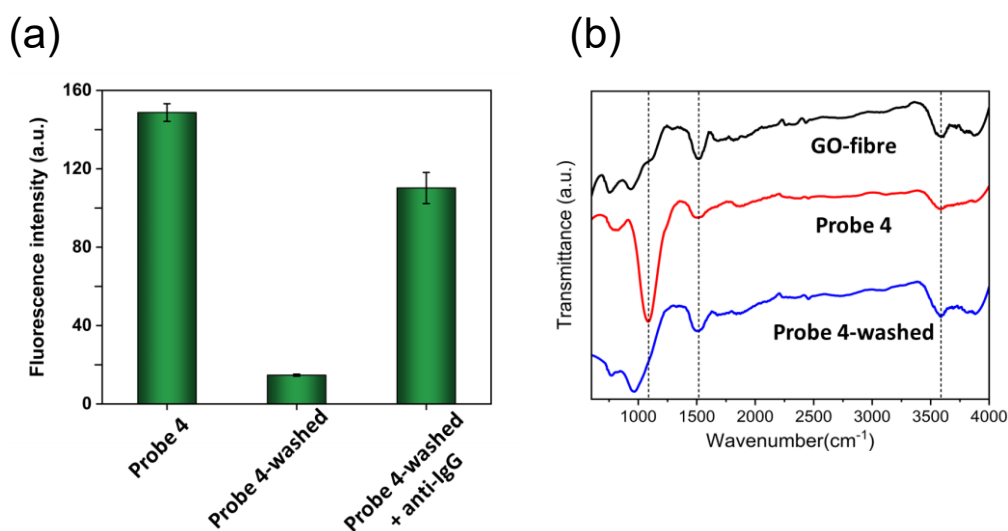 (a)
Fluorescence intensity (a.u.)
160
120
80
40
0
Probe 4
Probe 4-washed
Probe 4-washed
+ anti-IgG
(b)
Transmittance (a.u.)
GO-fibre
Probe 4
Probe 4-washed
1000 1500 2000 2500 3000 3500 4000
Wavenumber(cm⁻¹)